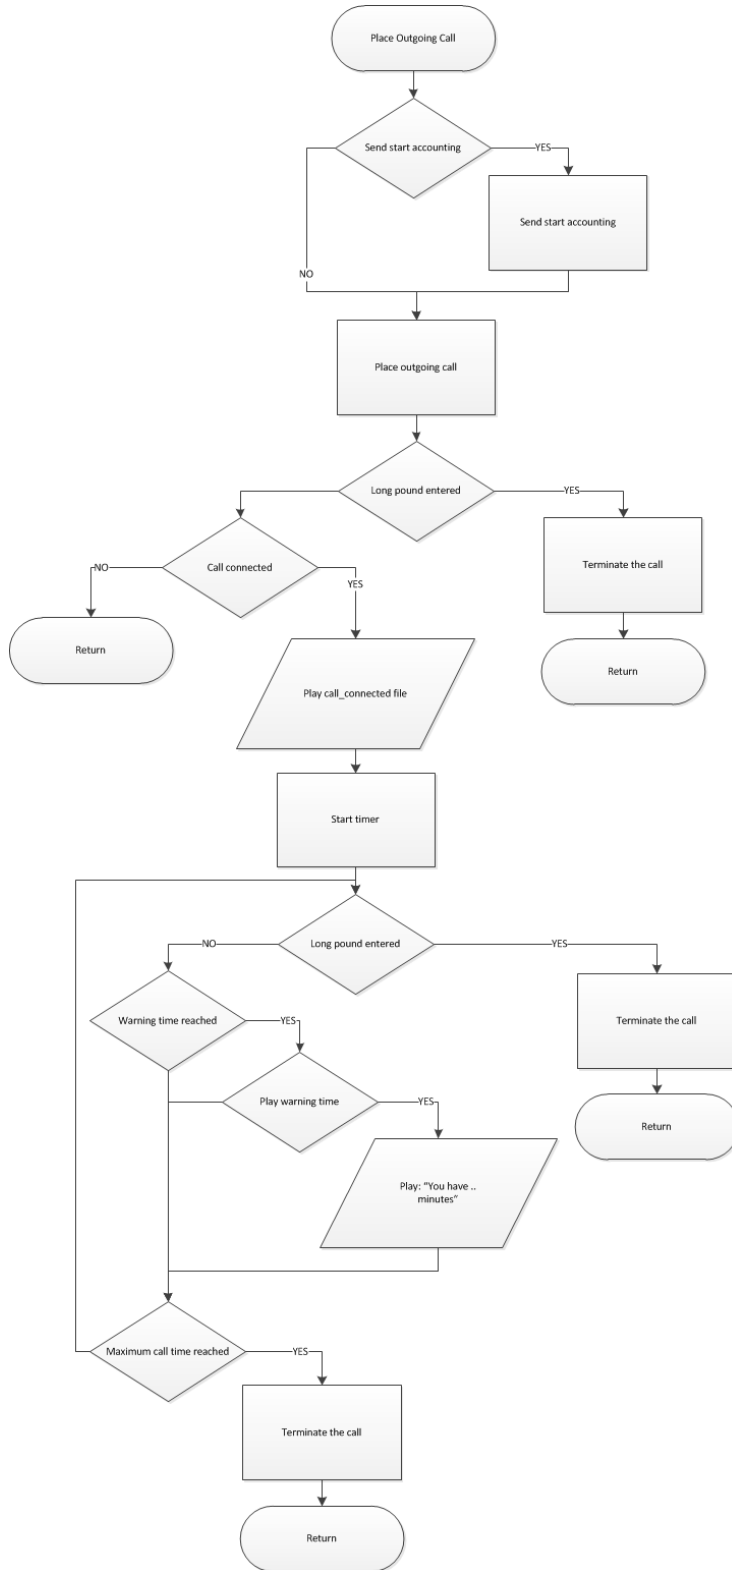 Place Outgoing Call
Send start accounting
YES
Send start accounting
NO
Place outgoing call
Long pound entered
YES
Call connected
NO
YES
Terminate the call
Return
Return
Play call_connected file
Start timer
Long pound entered
NO
YES
Warning time reached
YES
Terminate the call
Play warning time
YES
Return
Play: "You have ..
minutes"
Maximum call time reached
YES
Terminate the call
Return